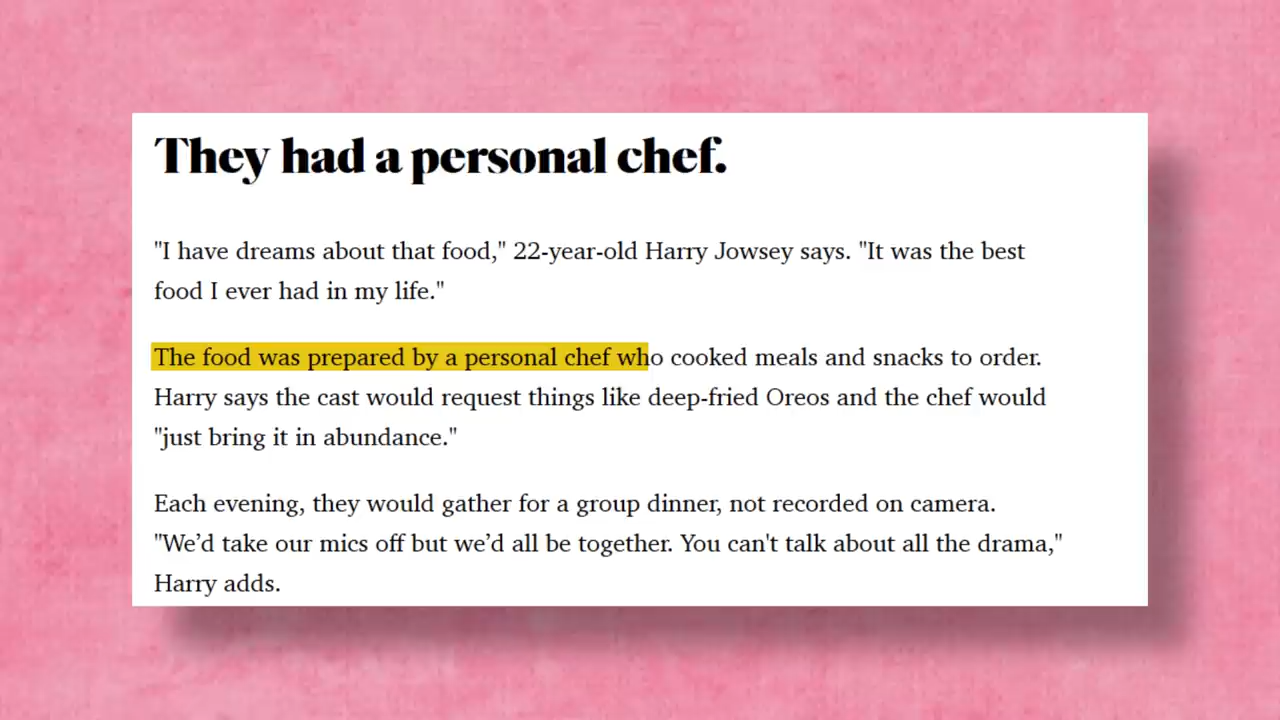 They had a personal chef.
"I have dreams about that food," 22-year-old Harry Jowsey says. "It was the best
food I ever had in my life."
The food was prepared by a personal chef who cooked meals and snacks to order.
Harry says the cast would request things like deep-fried Oreos and the chef would
"just bring it in abundance."
Each evening, they would gather for a group dinner, not recorded on camera.
"We’d take our mics off but we’d all be together. You can't talk about all the drama,"
Harry adds.